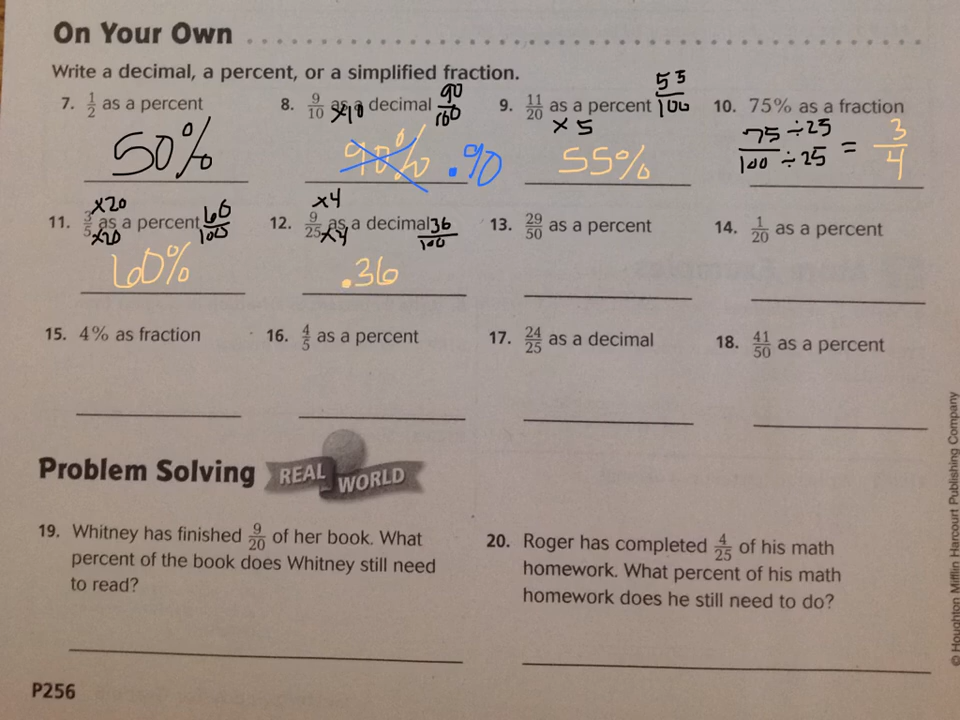 On Your Own
Write a decimal, a percent, or a simplified fraction.
7. 1/2 as a percent
50%
8. 9/10 as a decimal 90/100
×10
90% .90
9. 11/20 as a percent 55/100
× 5
55%
10. 75% as a fraction
75/100 ÷25/÷25 = 3/4
11. 3/5 as a percent 60/100
×20
×20
60%
12. 9/25 as a decimal 36/100
×4
×4
.36
13. 29/50 as a percent
14. 1/20 as a percent
15. 4% as fraction
16. 4/5 as a percent
17. 24/25 as a decimal
18. 41/50 as a percent
Problem Solving REAL WORLD
19. Whitney has finished 9/20 of her book. What
percent of the book does Whitney still need
to read?
20. Roger has completed 4/25 of his math
homework. What percent of his math
homework does he still need to do?
P256
© Houghton Mifflin Harcourt Publishing Company